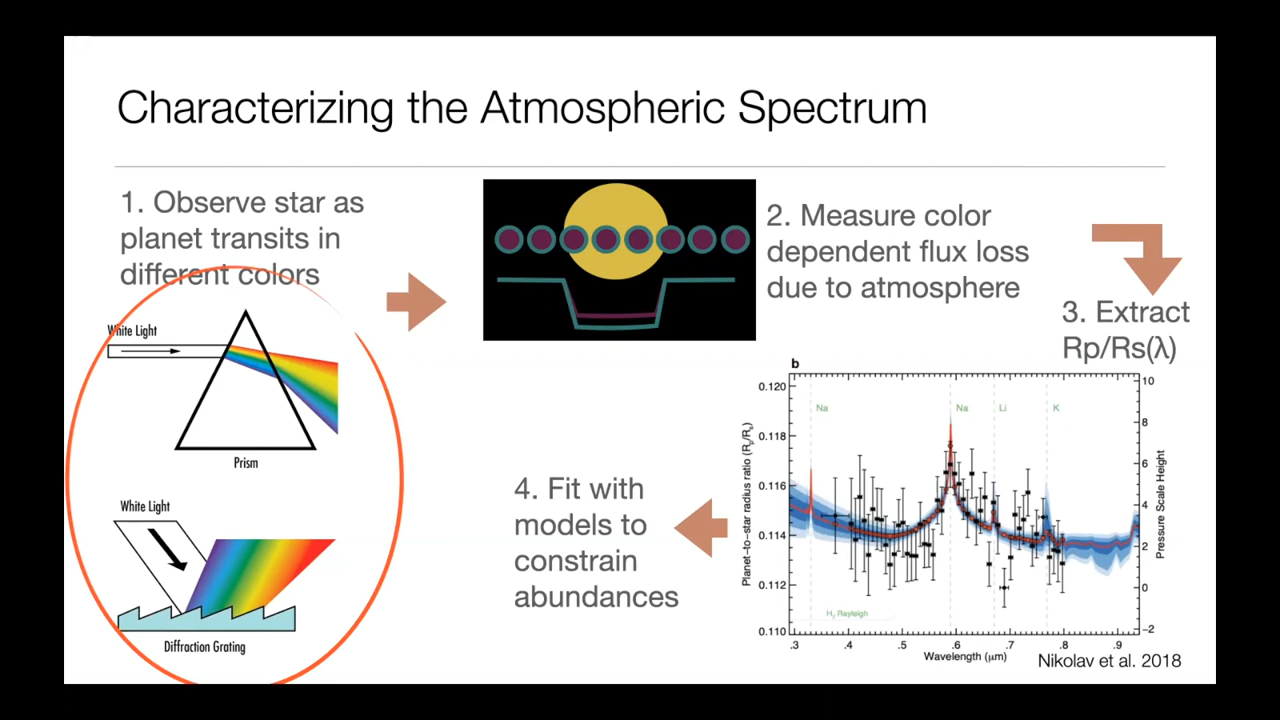 Characterizing the Atmospheric Spectrum
1. Observe star as
planet transits in
different colors
White Light
Prism
White Light
Diffraction Grating
2. Measure color
dependent flux loss
due to atmosphere
3. Extract
Rp/Rs(λ)
b
Na
Na
Li
K
0.120
0.118
0.116
0.114
0.112
0.110
Planet-to-star radius ratio (Rp/Rs)
10
8
6
4
2
0
-2
Pressure Scale Height
H2 Rayleigh
.3 .4 .5 .6 .7 .8 .9
Wavelength (μm)
Nikolav et al. 2018
4. Fit with
models to
constrain
abundances